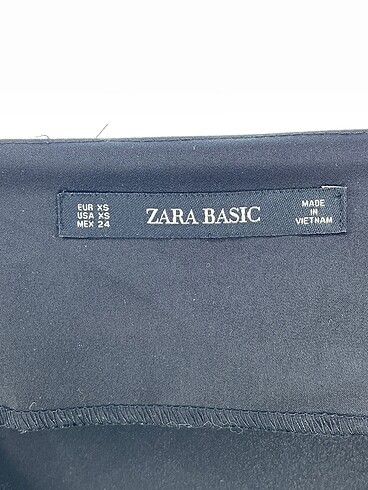 EUR XS
USA XS
MEX 24
ZARA BASIC
MADE
IN
VIETNAM